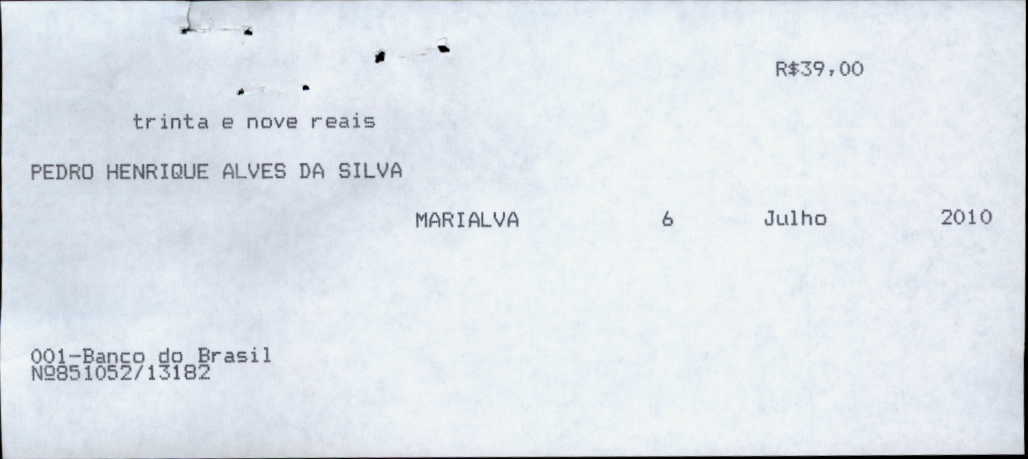 R$39,00
trinta e nove reais
PEDRO HENRIQUE ALVES DA SILVA
MARIALVA 6 Julho 2010
001-Banco do Brasil
Nº851052/13182